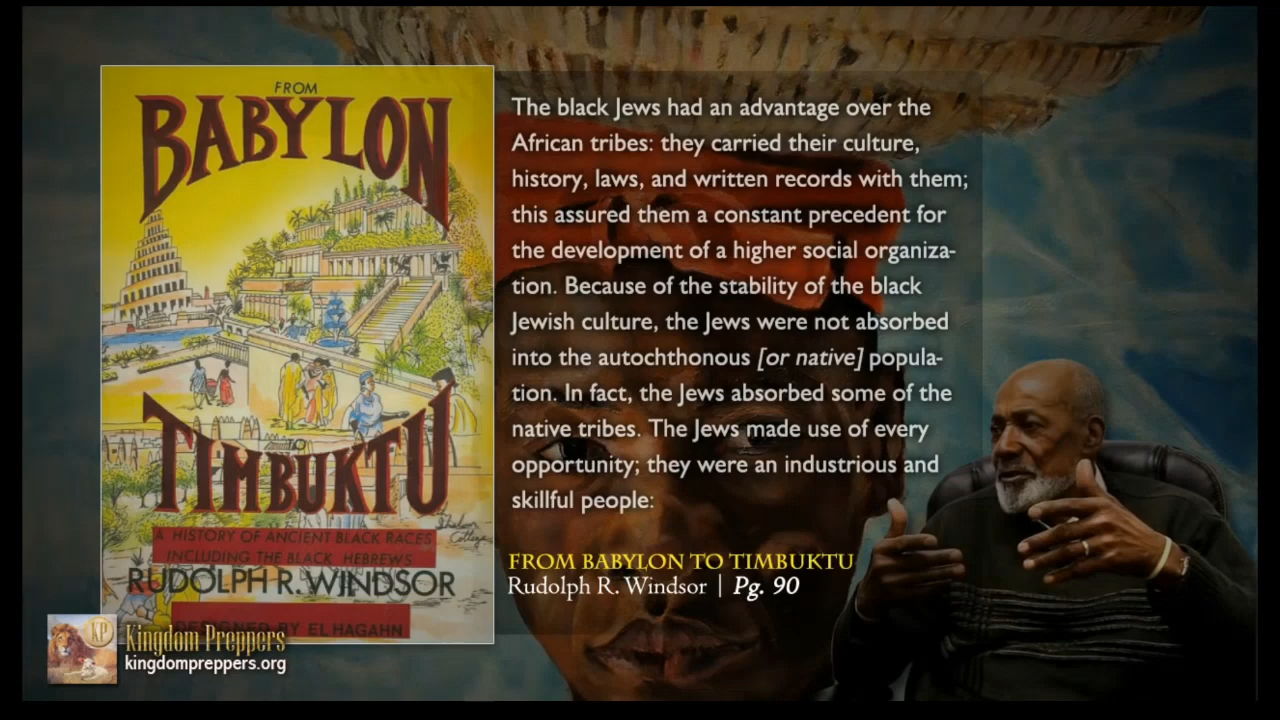 FROM
BABYLON
TO
TIMBUKTU
A HISTORY OF ANCIENT BLACK RACES
INCLUDING THE BLACK HEBREWS
RUDOLPH R. WINDSOR
DESIGNED BY EL HAGAHN
The black Jews had an advantage over the
African tribes: they carried their culture,
history, laws, and written records with them;
this assured them a constant precedent for
the development of a higher social organiza-
tion. Because of the stability of the black
Jewish culture, the Jews were not absorbed
into the autochthonous [or native] popula-
tion. In fact, the Jews absorbed some of the
native tribes. The Jews made use of every
opportunity; they were an industrious and
skillful people:
FROM BABYLON TO TIMBUKTU
Rudolph R. Windsor | Pg. 90
KP
Kingdom Preppers
kingdompreppers.org